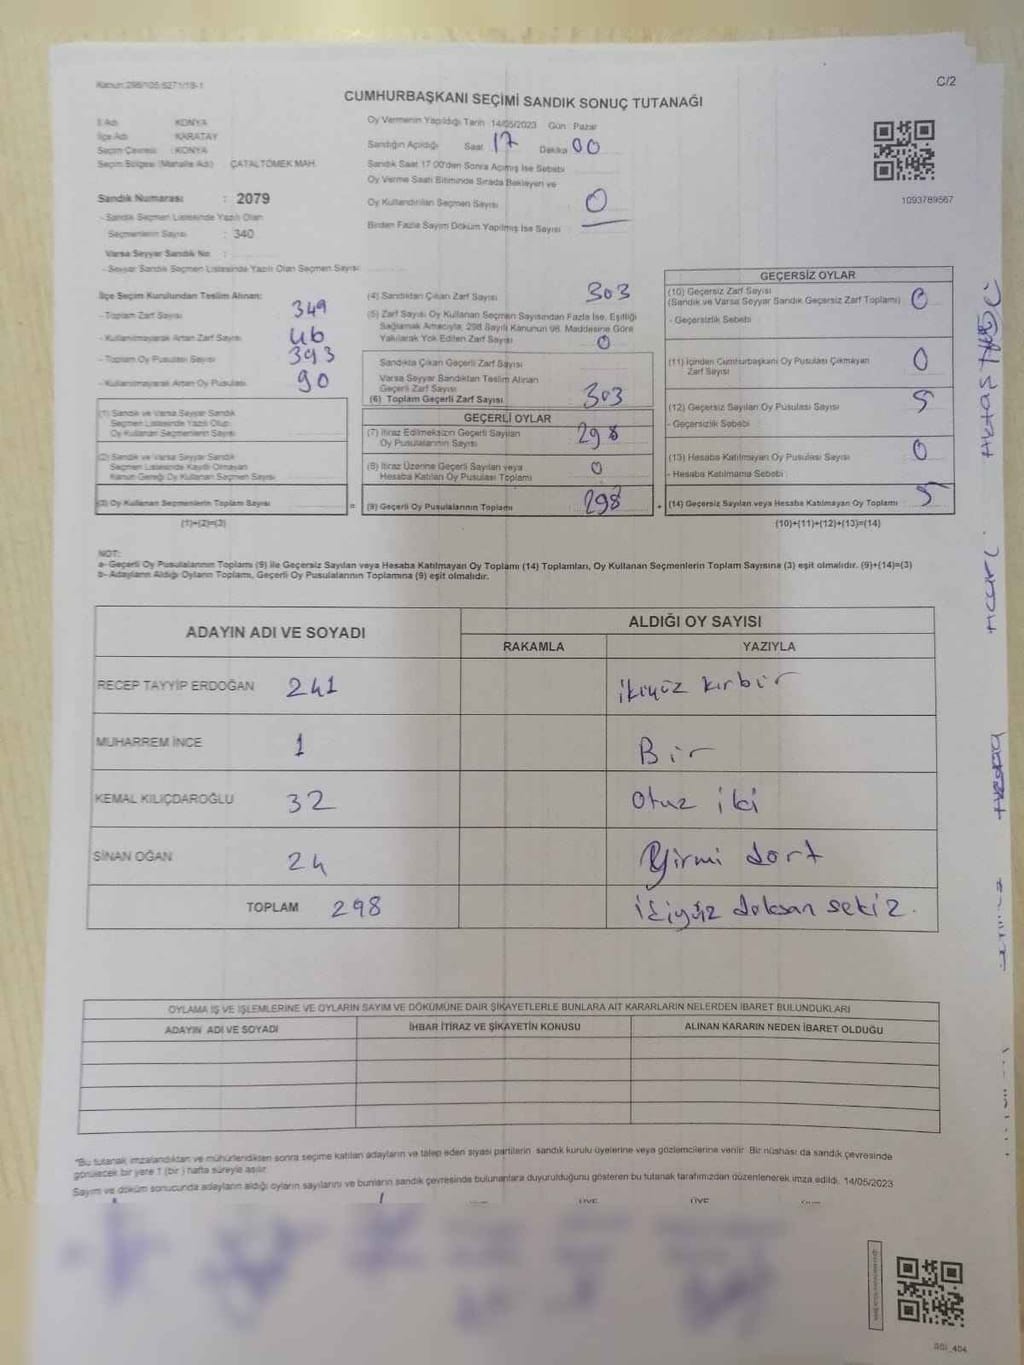 Kanun:298/105;6271/19-1
C/2
CUMHURBAŞKANI SEÇİMİ SANDIK SONUÇ TUTANAĞI
İl Adı : KONYA
İlçe Adı : KARATAY
Seçim Çevresi : KONYA
Seçim Bölgesi (Mahalle Adı) : ÇATALTÖMEK MAH.
Sandık Numarası : 2079
- Sandık Seçmen Listesinde Yazılı Olan
Seçmenlerin Sayısı : 340
Varsa Seyyar Sandık No :
- Seyyar Sandık Seçmen Listesinde Yazılı Olan Seçmen Sayısı
Oy Vermenin Yapıldığı Tarih 14/05/2023 Gün Pazar
Sandığın Açıldığı Saat 17 Dakika 00
Sandık Saat 17.00'den Sonra Açılmış İse Sebebi
Oy Verme Saati Bitiminde Sırada Bekleyen ve
Oy Kullandırılan Seçmen Sayısı 0
Birden Fazla Sayım Döküm Yapılmış İse Sayısı
1093789567
İlçe Seçim Kurulundan Teslim Alınan:
- Toplam Zarf Sayısı 349
- Kullanılmayarak Artan Zarf Sayısı 46
- Toplam Oy Pusulası Sayısı 393
- Kullanılmayarak Artan Oy Pusulası 90
(1) Sandık ve Varsa Seyyar Sandık
Seçmen Listesinde Yazılı Olup
Oy Kullanan Seçmenlerin Sayısı
(2) Sandık ve Varsa Seyyar Sandık
Seçmen Listesinde Kayıtlı Olmayan
Kanun Gereği Oy Kullanan Seçmen Sayısı
(3) Oy Kullanan Seçmenlerin Toplam Sayısı
(1)+(2)=(3)
=
(4) Sandıktan Çıkan Zarf Sayısı 303
(5) Zarf Sayısı Oy Kullanan Seçmen Sayısından Fazla İse, Eşitliği
Sağlamak Amacıyla, 298 Sayılı Kanunun 98. Maddesine Göre
Yakılarak Yok Edilen Zarf Sayısı 0
Sandıkta Çıkan Geçerli Zarf Sayısı
Varsa Seyyar Sandıktan Teslim Alınan
Geçerli Zarf Sayısı
(6) Toplam Geçerli Zarf Sayısı 303
GEÇERLİ OYLAR
(7) İtiraz Edilmeksizin Geçerli Sayılan
Oy Pusulalarının Sayısı 298
(8) İtiraz Üzerine Geçerli Sayılan veya
Hesaba Katılan Oy Pusulası Toplamı 0
(9) Geçerli Oy Pusulalarının Toplamı 298
+
GEÇERSİZ OYLAR
(10) Geçersiz Zarf Sayısı
(Sandık ve Varsa Seyyar Sandık Geçersiz Zarf Toplamı) 0
- Geçersizlik Sebebi
(11) İçinden Cumhurbaşkanı Oy Pusulası Çıkmayan
Zarf Sayısı 0
(12) Geçersiz Sayılan Oy Pusulası Sayısı 5
- Geçersizlik Sebebi
(13) Hesaba Katılmayan Oy Pusulası Sayısı 0
- Hesaba Katılmama Sebebi
(14) Geçersiz Sayılan veya Hesaba Katılmayan Oy Toplamı 5
(10)+(11)+(12)+(13)=(14)
NOT:
a- Geçerli Oy Pusulalarının Toplamı (9) ile Geçersiz Sayılan veya Hesaba Katılmayan Oy Toplamı (14) Toplamları, Oy Kullanan Seçmenlerin Toplam Sayısına (3) eşit olmalıdır. (9)+(14)=(3)
b- Adayların Aldığı Oyların Toplamı, Geçerli Oy Pusulalarının Toplamına (9) eşit olmalıdır.
ADAYIN ADI VE SOYADI
ALDIĞI OY SAYISI
RAKAMLA YAZIYLA
RECEP TAYYİP ERDOĞAN 241 ikiyüz kırbir
MUHARREM İNCE 1 Bir
KEMAL KILIÇDAROĞLU 32 Otuz iki
SİNAN OĞAN 24 Yirmi dort
TOPLAM 298 ikiyüz doksan sekiz.
OYLAMA İŞ VE İŞLEMLERİNE VE OYLARIN SAYIM VE DÖKÜMÜNE DAİR ŞİKAYETLERLE BUNLARA AİT KARARLARIN NELERDEN İBARET BULUNDUKLARI
ADAYIN ADI VE SOYADI İHBAR İTİRAZ VE ŞİKAYETİN KONUSU ALINAN KARARIN NEDEN İBARET OLDUĞU
"Bu tutanak imzalandıktan ve mühürlendikten sonra seçime katılan adayların ve talep eden siyasi partilerin sandık kurulu üyelerine veya gözlemcilerine verilir. Bir nüshası da sandık çevresinde
görülecek bir yere 1 (bir) hafta süreyle asılır.
Sayım ve döküm sonucunda adayların aldığı oyların sayılarını ve bunların sandık çevresinde bulunanlara duyurulduğunu gösteren bu tutanak tarafımızdan düzenlenerek imza edildi. 14/05/2023
ÜYE ÜYE